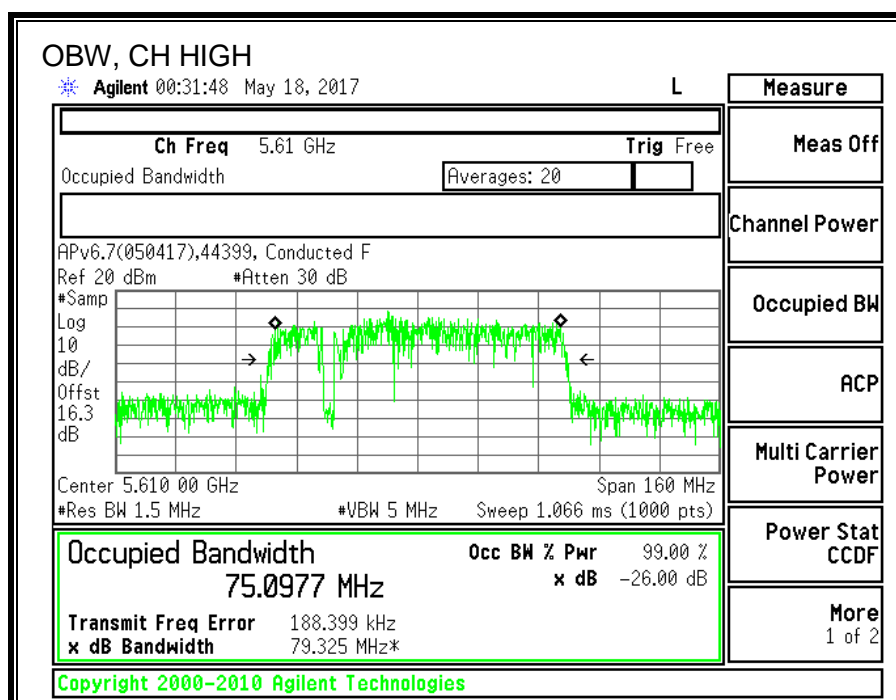 OBW, CH HIGH
Agilent 00:31:48 May 18, 2017 L
Measure
Ch Freq 5.61 GHz Trig Free
Meas Off
Occupied Bandwidth Averages: 20
Channel Power
APv6.7(050417),44399, Conducted F
Ref 20 dBm #Atten 30 dB
#Samp
Log
10
dB/
Offst
16.3
dB
Occupied BW
ACP
Multi Carrier
Power
Center 5.610 00 GHz Span 160 MHz
#Res BW 1.5 MHz #VBW 5 MHz Sweep 1.066 ms (1000 pts)
Power Stat
CCDF
Occupied Bandwidth Occ BW % Pwr 99.00 %
75.0977 MHz x dB -26.00 dB
Transmit Freq Error 188.399 kHz
x dB Bandwidth 79.325 MHz*
More
1 of 2
Copyright 2000-2010 Agilent Technologies